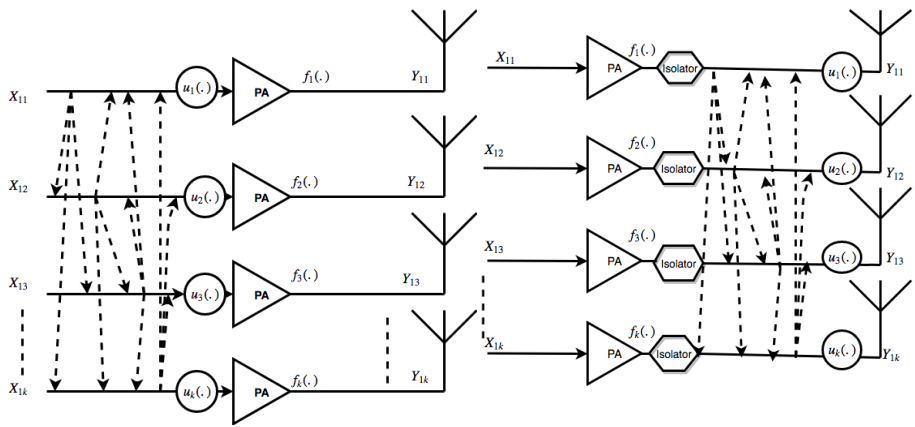 X₁₁ u₁(.) PA f₁(.) Y₁₁
X₁₂ u₂(.) PA f₂(.) Y₁₂
X₁₃ u₃(.) PA f₃(.) Y₁₃
X₁ₖ uₖ(.) PA fₖ(.) Y₁ₖ
X₁₁ PA f₁(.) Isolator u₁(.) Y₁₁
X₁₂ PA f₂(.) Isolator u₂(.) Y₁₂
X₁₃ PA f₃(.) Isolator u₃(.) Y₁₃
X₁ₖ PA fₖ(.) Isolator uₖ(.) Y₁ₖ